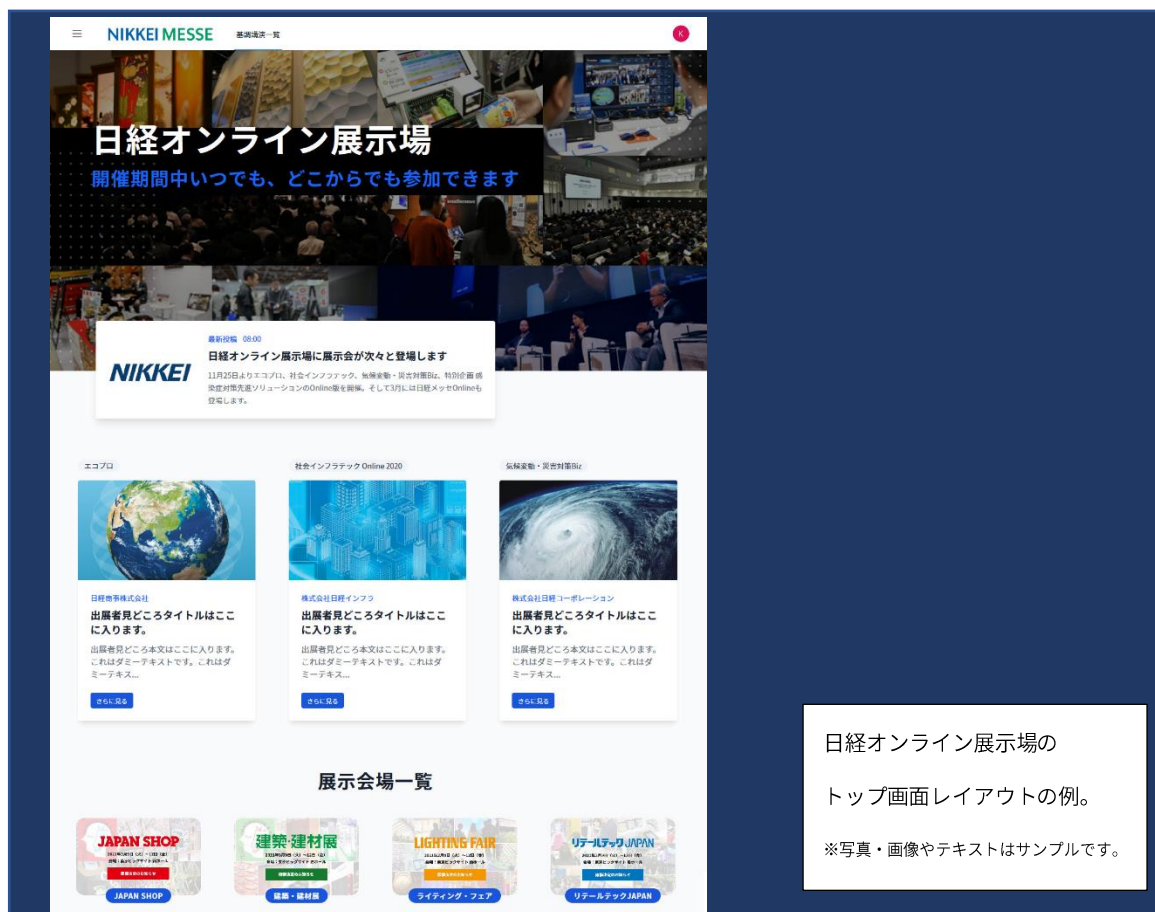 NIKKEI MESSE
基調講演一覧
K
日経オンライン展示場
開催期間中いつでも、どこからでも参加できます
NIKKEI
最新投稿 08:00
日経オンライン展示場に展示会が次々と登場します
11月25日よりエコプロ、社会インフラテック、気候変動・災害対策Biz、特別企画 感
染症対策先進ソリューションのOnline版を開催。そして3月には日経メッセOnlineも
登場します。
エコプロ
日経商事株式会社
出展者見どころタイトルはここ
に入ります。
出展者見どころ本文はここに入ります。
これはダミーテキストです。これはダ
ミーテキス...
さらに見る
社会インフラテック Online 2020
株式会社日経インフラ
出展者見どころタイトルはここ
に入ります。
出展者見どころ本文はここに入ります。
これはダミーテキストです。これはダ
ミーテキス...
さらに見る
気候変動・災害対策Biz
株式会社日経コーポレーション
出展者見どころタイトルはここ
に入ります。
出展者見どころ本文はここに入ります。
これはダミーテキストです。これはダ
ミーテキス...
さらに見る
展示会場一覧
JAPAN SHOP
JAPAN SHOP
建築・建材展
建築・建材展
LIGHTING FAIR
ライティング・フェア
リテールテックJAPAN
リテールテックJAPAN
日経オンライン展示場の
トップ画面レイアウトの例。
※写真・画像やテキストはサンプルです。